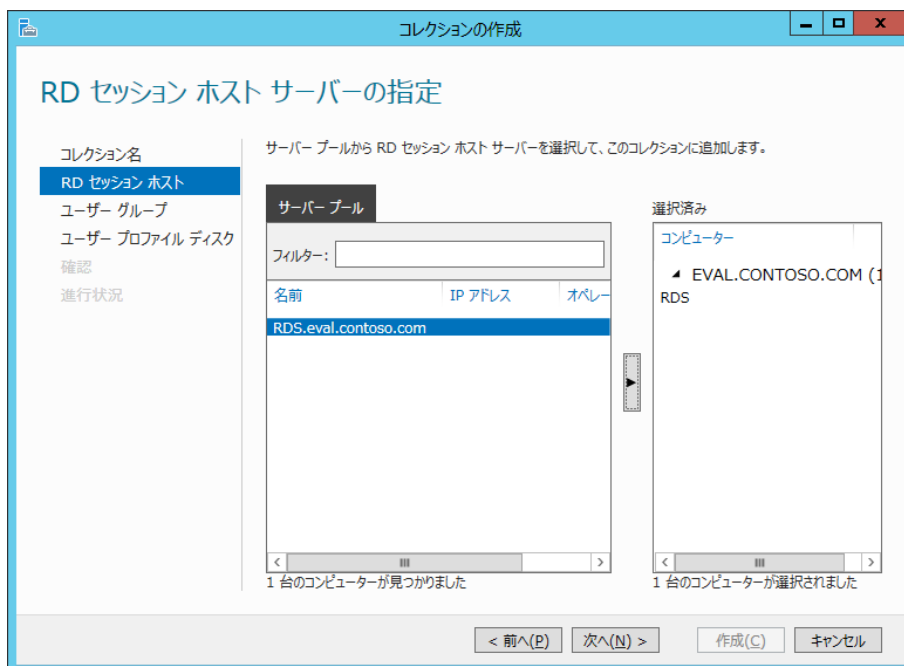 コレクションの作成
RD セッション ホスト サーバーの指定
コレクション名
RD セッション ホスト
ユーザー グループ
ユーザー プロファイル ディスク
確認
進行状況
サーバー プールから RD セッション ホスト サーバーを選択して、このコレクションに追加します。
サーバー プール
フィルター:
名前 IP アドレス オペレー
RDS.eval.contoso.com
1 台のコンピューターが見つかりました
選択済み
コンピューター
EVAL.CONTOSO.COM (1
RDS
1 台のコンピューターが選択されました
< 前へ(P) 次へ(N) > 作成(C) キャンセル